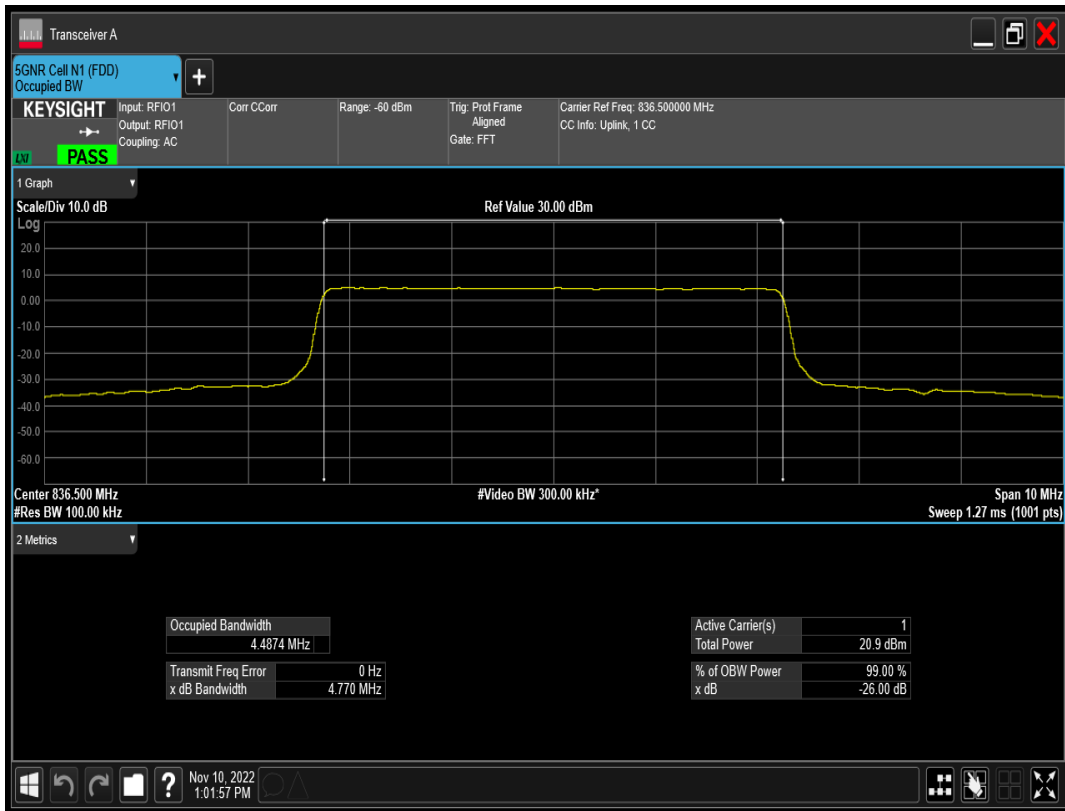 Transceiver A
5GNR Cell N1 (FDD)
Occupied BW
+
KEYSIGHT
LXI
PASS
Input: RFIO1
Output: RFIO1
Coupling: AC
Corr CCorr
Range: -60 dBm
Trig: Prot Frame
Aligned
Gate: FFT
Carrier Ref Freq: 836.500000 MHz
CC Info: Uplink, 1 CC
1 Graph
Scale/Div 10.0 dB
Ref Value 30.00 dBm
Log
20.0
10.0
0.00
-10.0
-20.0
-30.0
-40.0
-50.0
-60.0
Center 836.500 MHz
#Video BW 300.00 kHz*
Span 10 MHz
#Res BW 100.00 kHz
Sweep 1.27 ms (1001 pts)
2 Metrics
Occupied Bandwidth
4.4874 MHz
Transmit Freq Error 0 Hz
x dB Bandwidth 4.770 MHz
Active Carrier(s) 1
Total Power 20.9 dBm
% of OBW Power 99.00 %
x dB -26.00 dB
?
Nov 10, 2022
1:01:57 PM